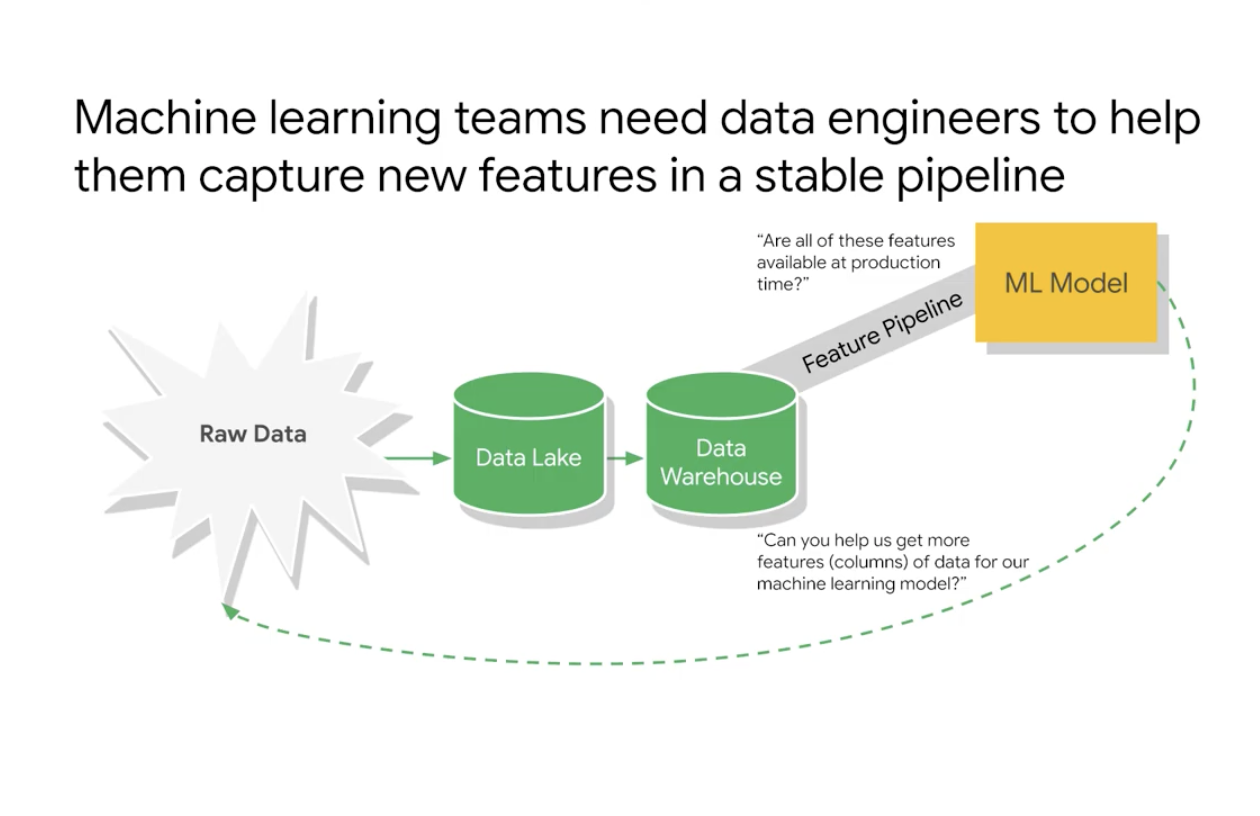 Machine learning teams need data engineers to help
them capture new features in a stable pipeline
“Are all of these features
available at production
time?”
ML Model
Feature Pipeline
Raw Data
Data Lake
Data
Warehouse
“Can you help us get more
features (columns) of data for our
machine learning model?”